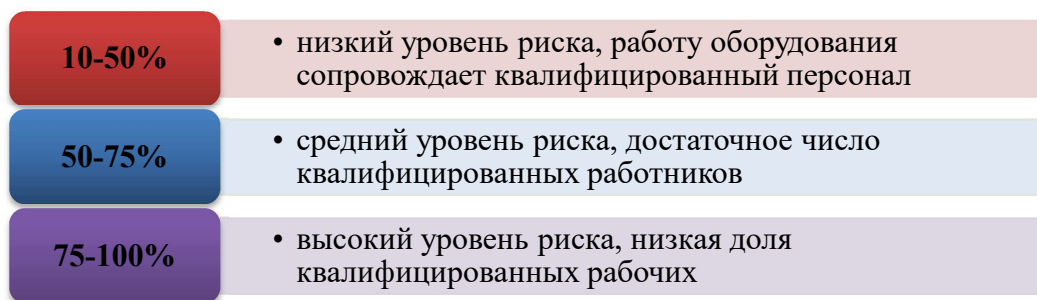 10-50%
• низкий уровень риска, работу оборудования
сопровождает квалифицированный персонал
50-75%
• средний уровень риска, достаточное число
квалифицированных работников
75-100%
• высокий уровень риска, низкая доля
квалифицированных рабочих